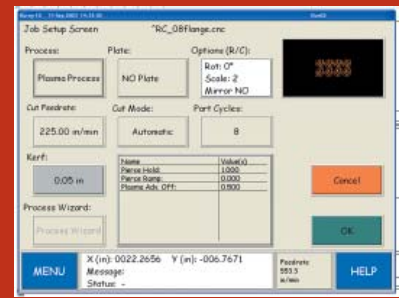 Job Setup Screen "RC_08flange.cnc
Process: Plate: Options (R/C):
Plasma Process NO Plate Rot: 0°
Scale: 2
Mirror NO
Cut Feedrate: Cut Mode: Part Cycles:
225.00 in/min Automatic 8
Kerf:
0.05 in
Name Value(s)
Pierce Hold: 1.000
Pierce Ramp: 0.000
Plasma Adv. Off: 0.500
Cancel
Process Wizard:
Process Wizard
OK
MENU
X (in): 0022.2656 Y (in): -006.7671
Message:
Status: -
Feedrate
553.3
in/min
HELP